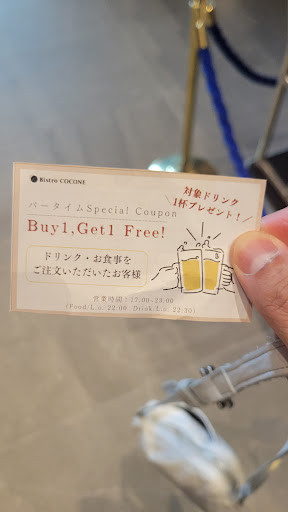 Bistro COCONE
対象ドリンク
1杯プレゼント!
バータイムSpecial Coupon
Buy1,Get1 Free!
ドリンク・お食事を
ご注文いただいたお客様
営業時間:17:00-23:00
(Food/L.o 22:00 Drink/L.o 22:30)